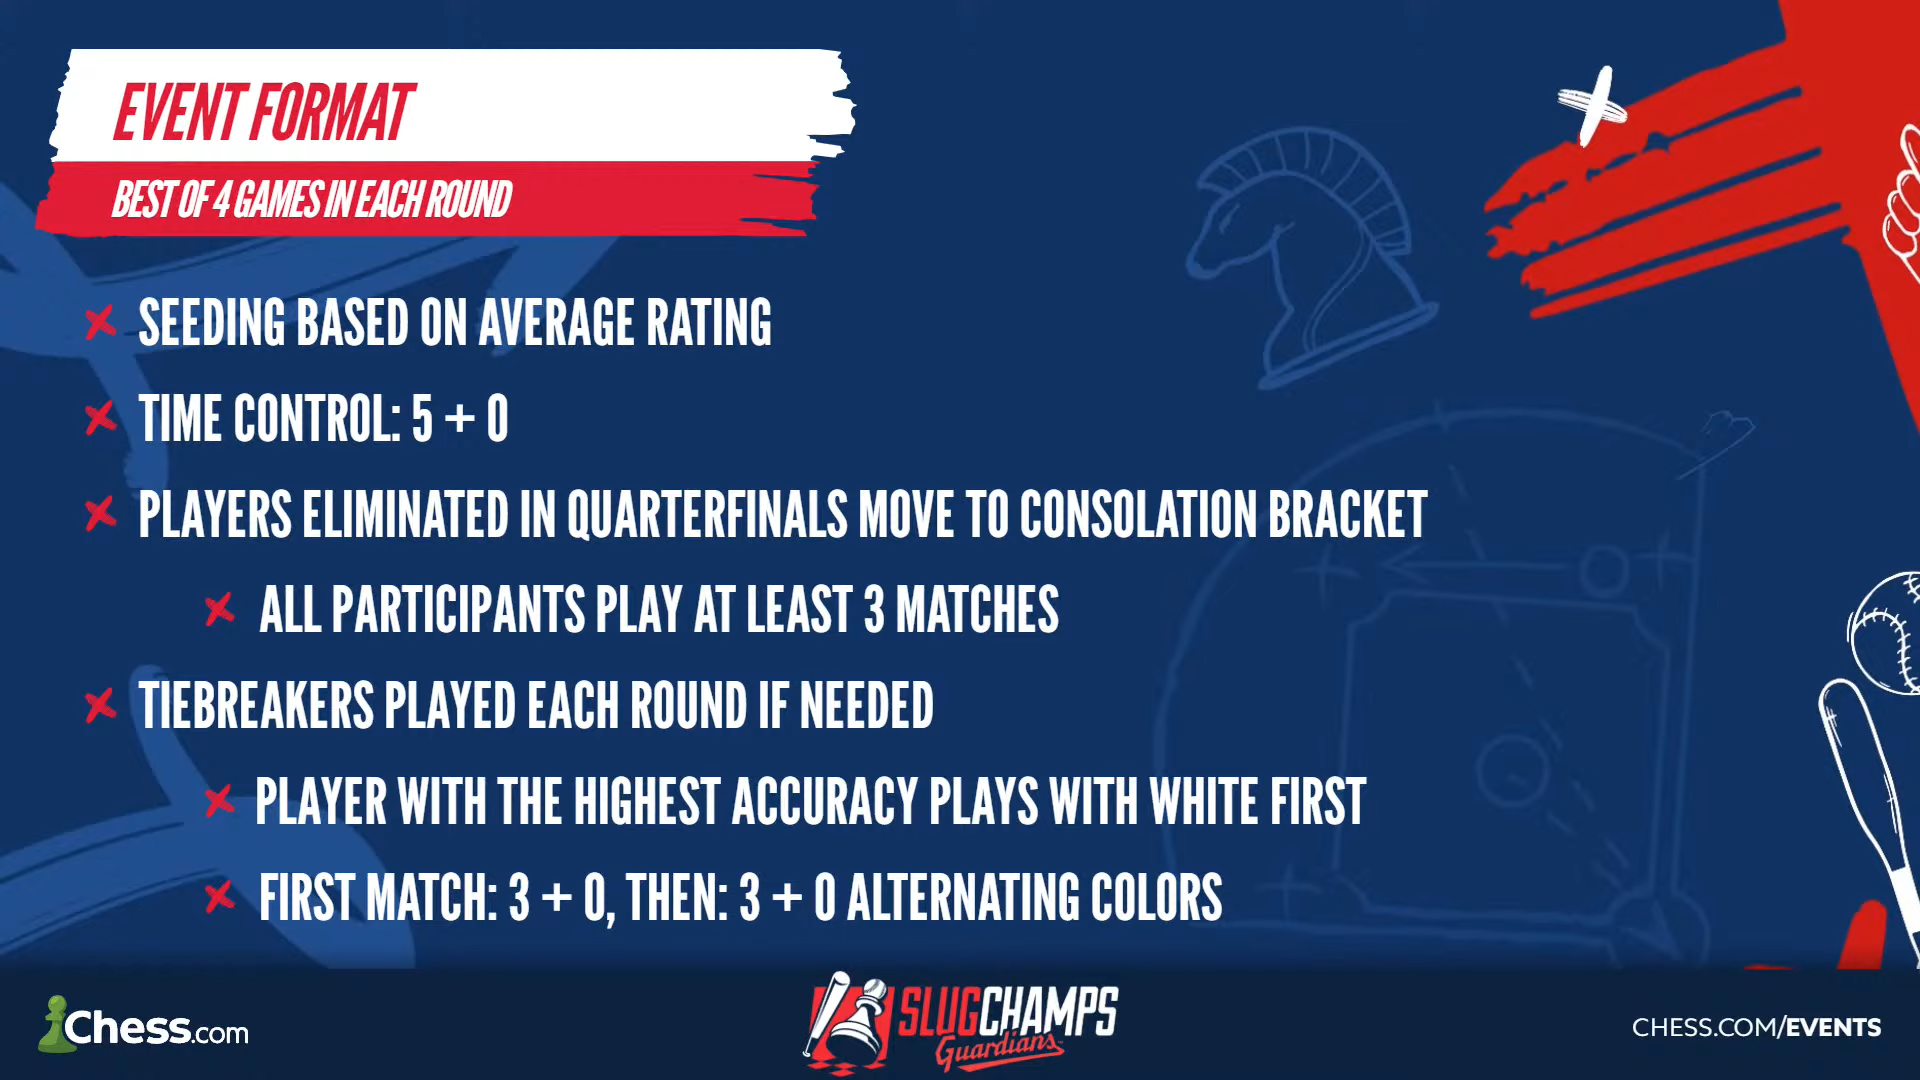 EVENT FORMAT
BEST OF 4 GAMES IN EACH ROUND
SEEDING BASED ON AVERAGE RATING
TIME CONTROL: 5 + 0
PLAYERS ELIMINATED IN QUARTERFINALS MOVE TO CONSOLATION BRACKET
ALL PARTICIPANTS PLAY AT LEAST 3 MATCHES
TIEBREAKERS PLAYED EACH ROUND IF NEEDED
PLAYER WITH THE HIGHEST ACCURACY PLAYS WITH WHITE FIRST
FIRST MATCH: 3 + 0, THEN: 3 + 0 ALTERNATING COLORS
Chess.com
SLUGCHAMPS
Guardians
CHESS.COM/EVENTS